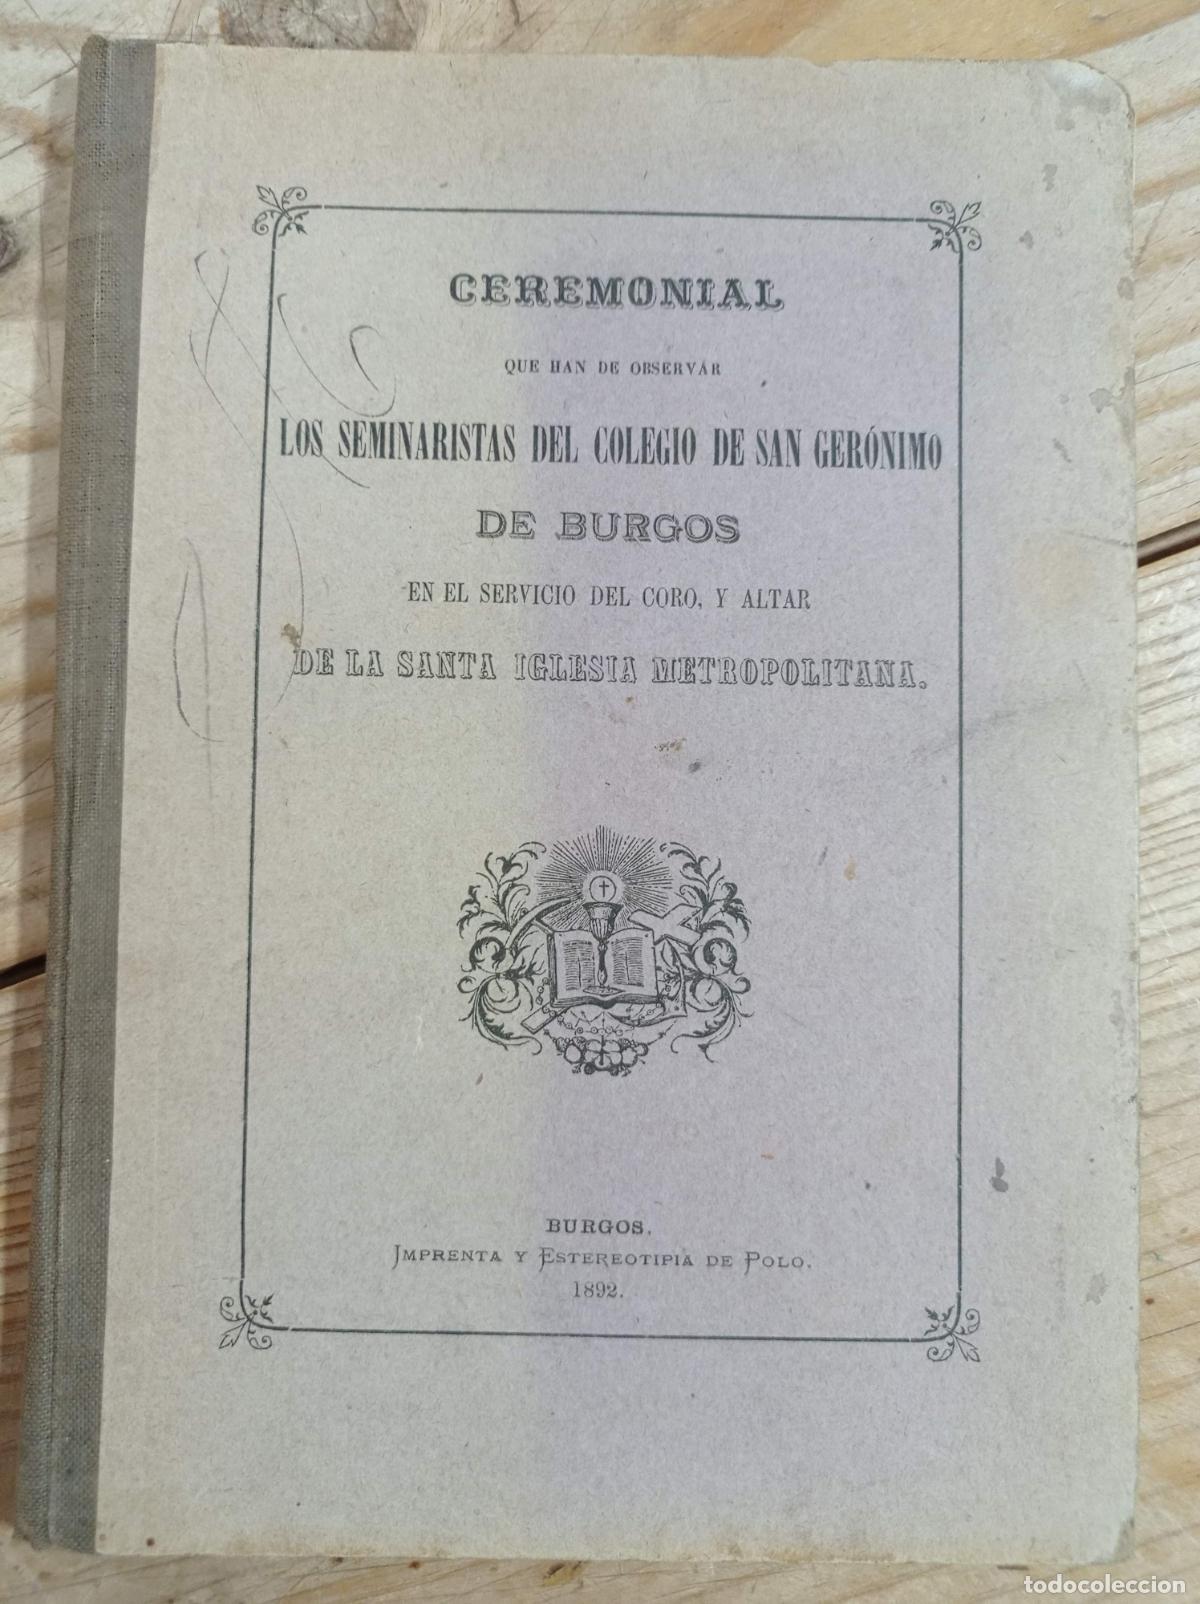 CEREMONIAL
QUE HAN DE OBSERVAR
LOS SEMINARISTAS DEL COLEGIO DE SAN GERÓNIMO
DE BURGOS
EN EL SERVICIO DEL CORO, Y ALTAR
DE LA SANTA IGLESIA METROPOLITANA.
BURGOS.
IMPRENTA Y ESTEREOTIPIA DE POLO.
1892.
todocoleccion